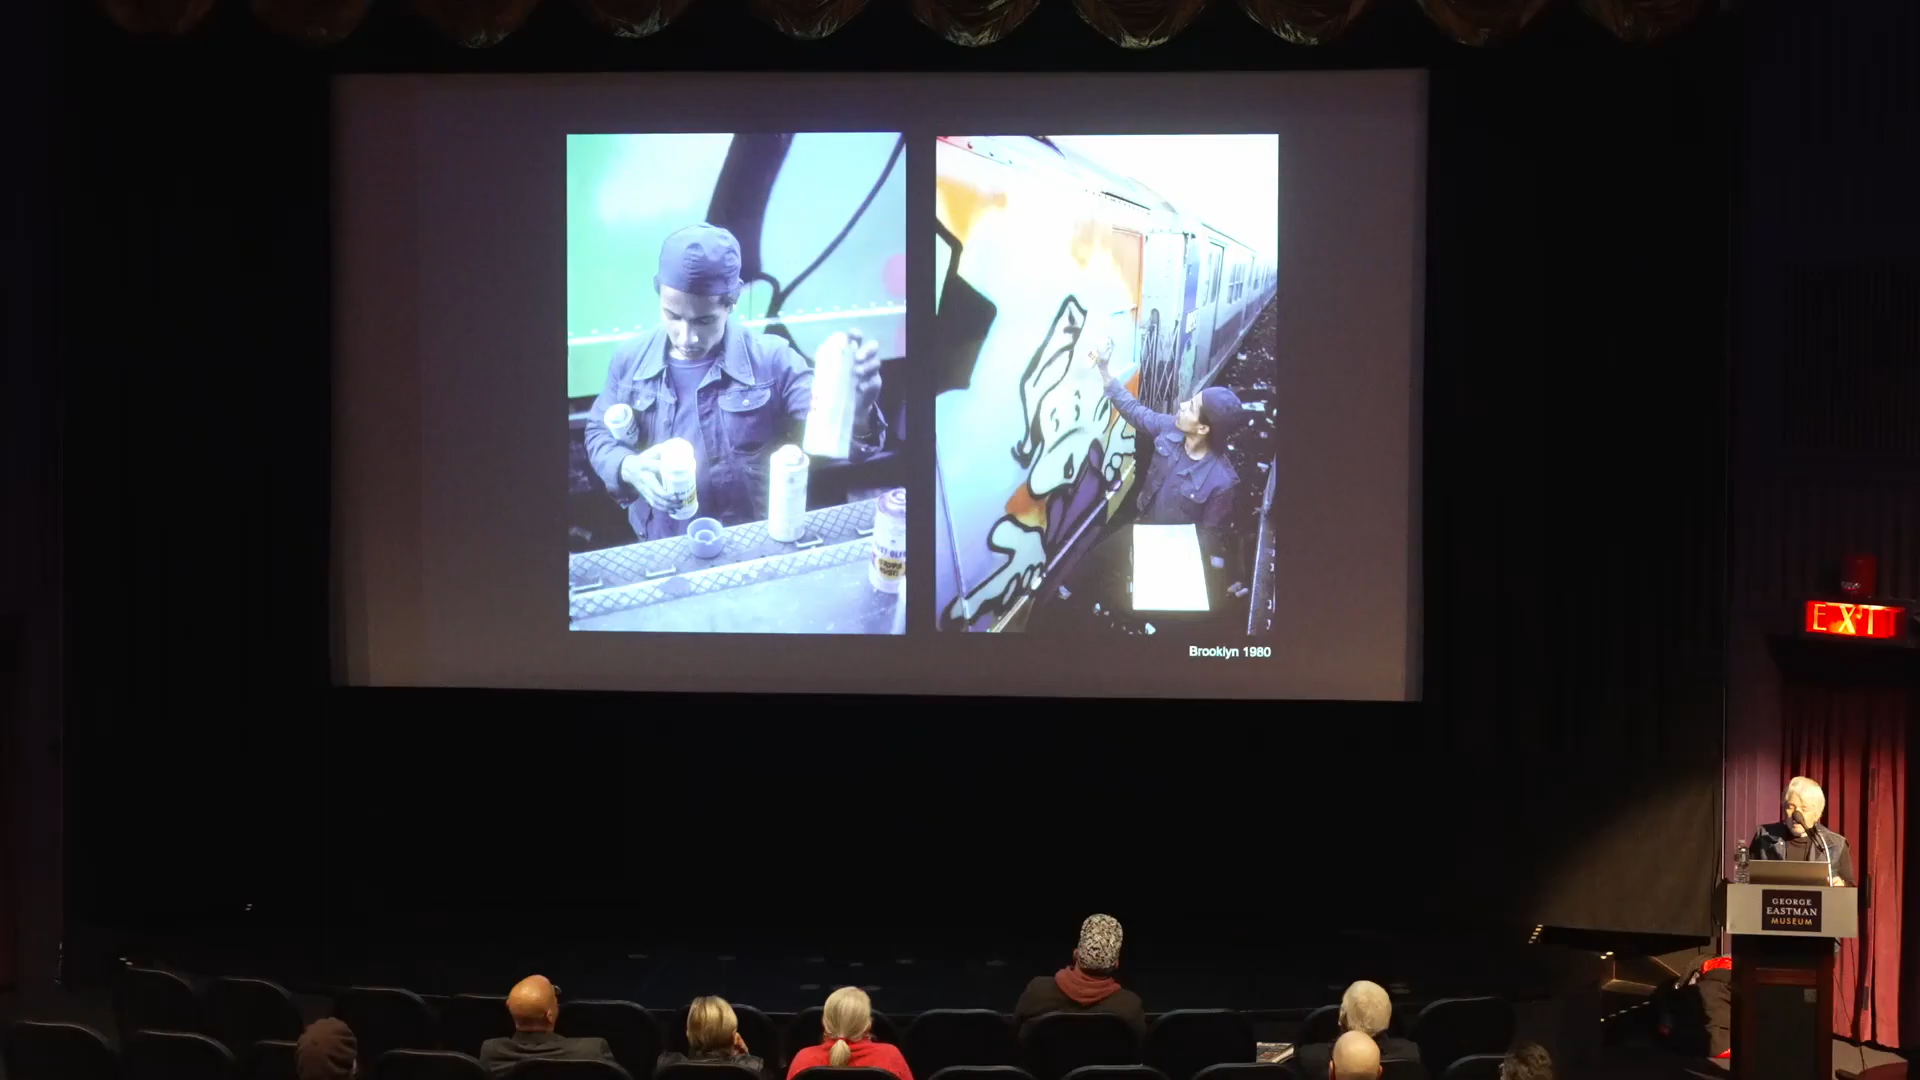 Brooklyn 1980
EXIT
GEORGE
EASTMAN
MUSEUM